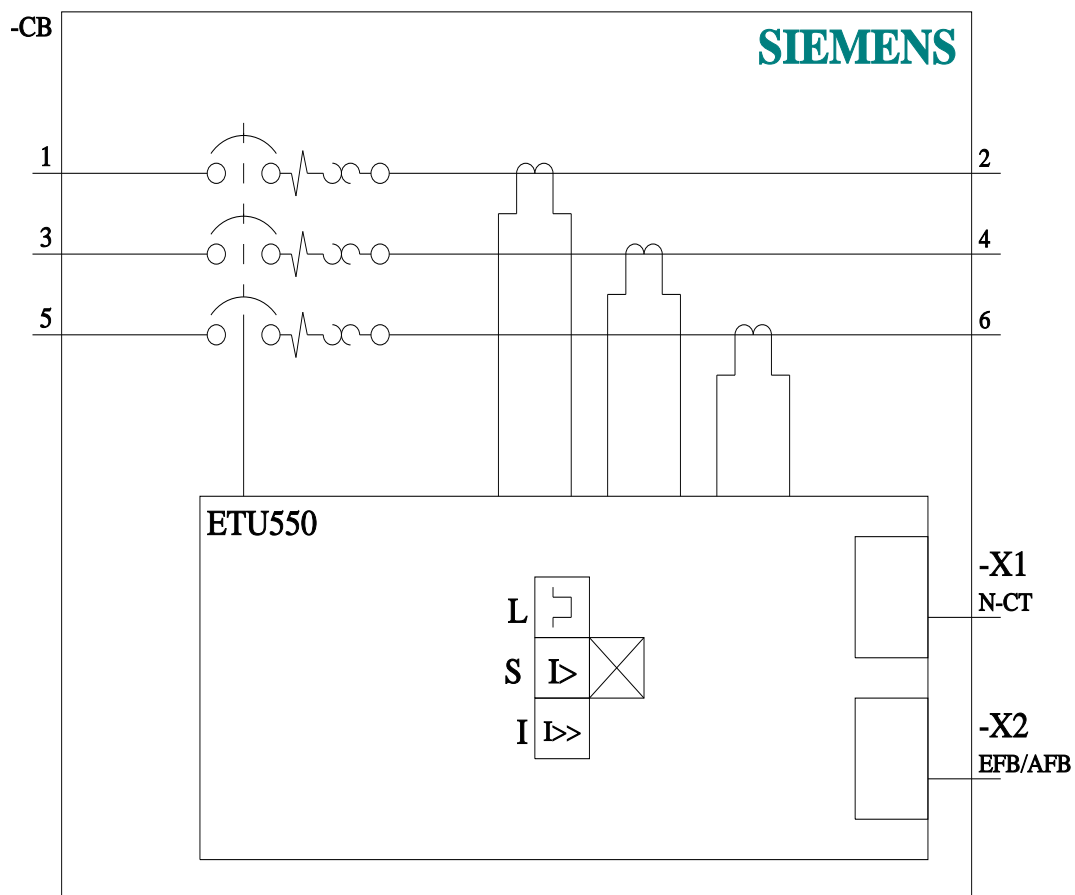 -CB
SIEMENS
1
2
3
4
5
6
ETU550
-X1
N-CT
L
S I>
I I>>
-X2
EFB/AFB